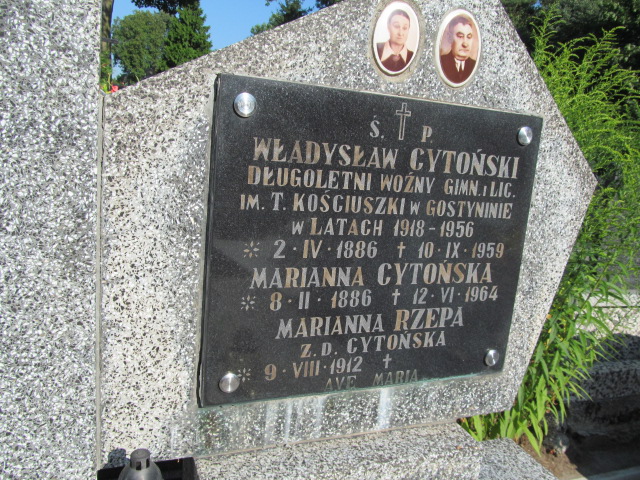 Ś. P.
WŁADYSŁAW CYTOŃSKI
DŁUGOLETNI WOŹNY GIMN. I LIC.
IM. T. KOŚCIUSZKI W GOSTYNINIE
W LATACH 1918-1956
* 2·IV·1886 † 10·IX·1959
MARIANNA CYTOŃSKA
* 8·II·1886 † 12·VI·1964
MARIANNA RZEPA
Z.D. CYTOŃSKA
* 9·VIII·1912 †
AVE MARIA